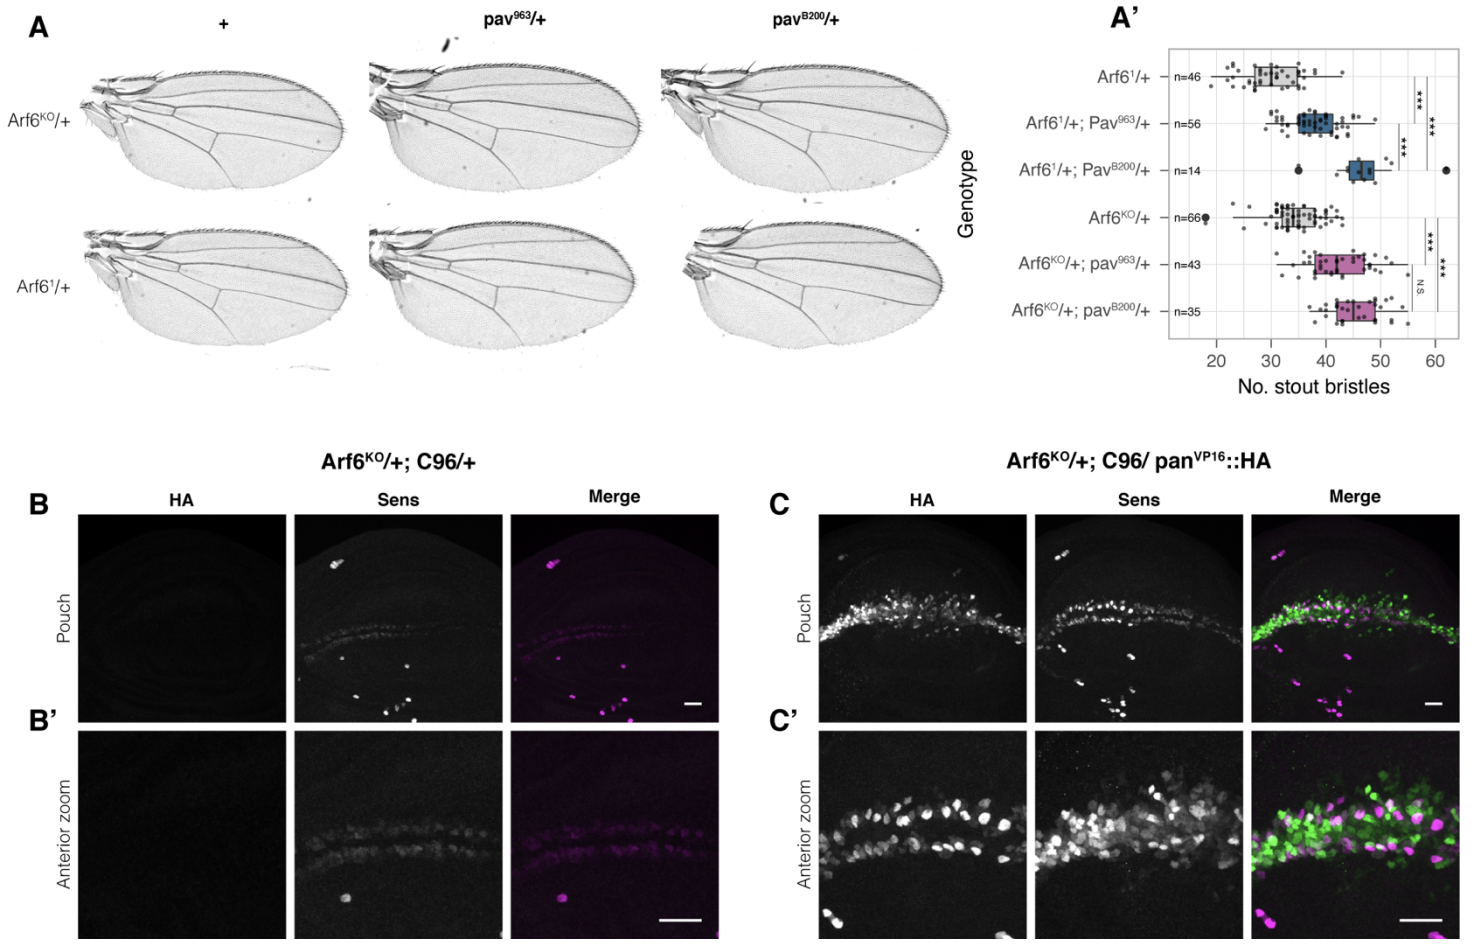 A
+
pav⁹⁶³/+
pavᴮ²⁰⁰/+
Arf6ᴷᴼ/+
Arf6¹/+
A’
Genotype
Arf6¹/+
n=46
Arf6¹/+; Pav⁹⁶³/+
n=56
Arf6¹/+; Pavᴮ²⁰⁰/+
n=14
Arf6ᴷᴼ/+
n=66
Arf6ᴷᴼ/+; pav⁹⁶³/+
n=43
Arf6ᴷᴼ/+; pavᴮ²⁰⁰/+
n=35
***
***
***
***
***
N.S.
20 30 40 50 60
No. stout bristles
Arf6ᴷᴼ/+; C96/+
B
HA Sens Merge
Pouch
B’
Anterior zoom
Arf6ᴷᴼ/+; C96/ panⱽᴾ¹⁶::HA
C
HA Sens Merge
Pouch
C’
Anterior zoom